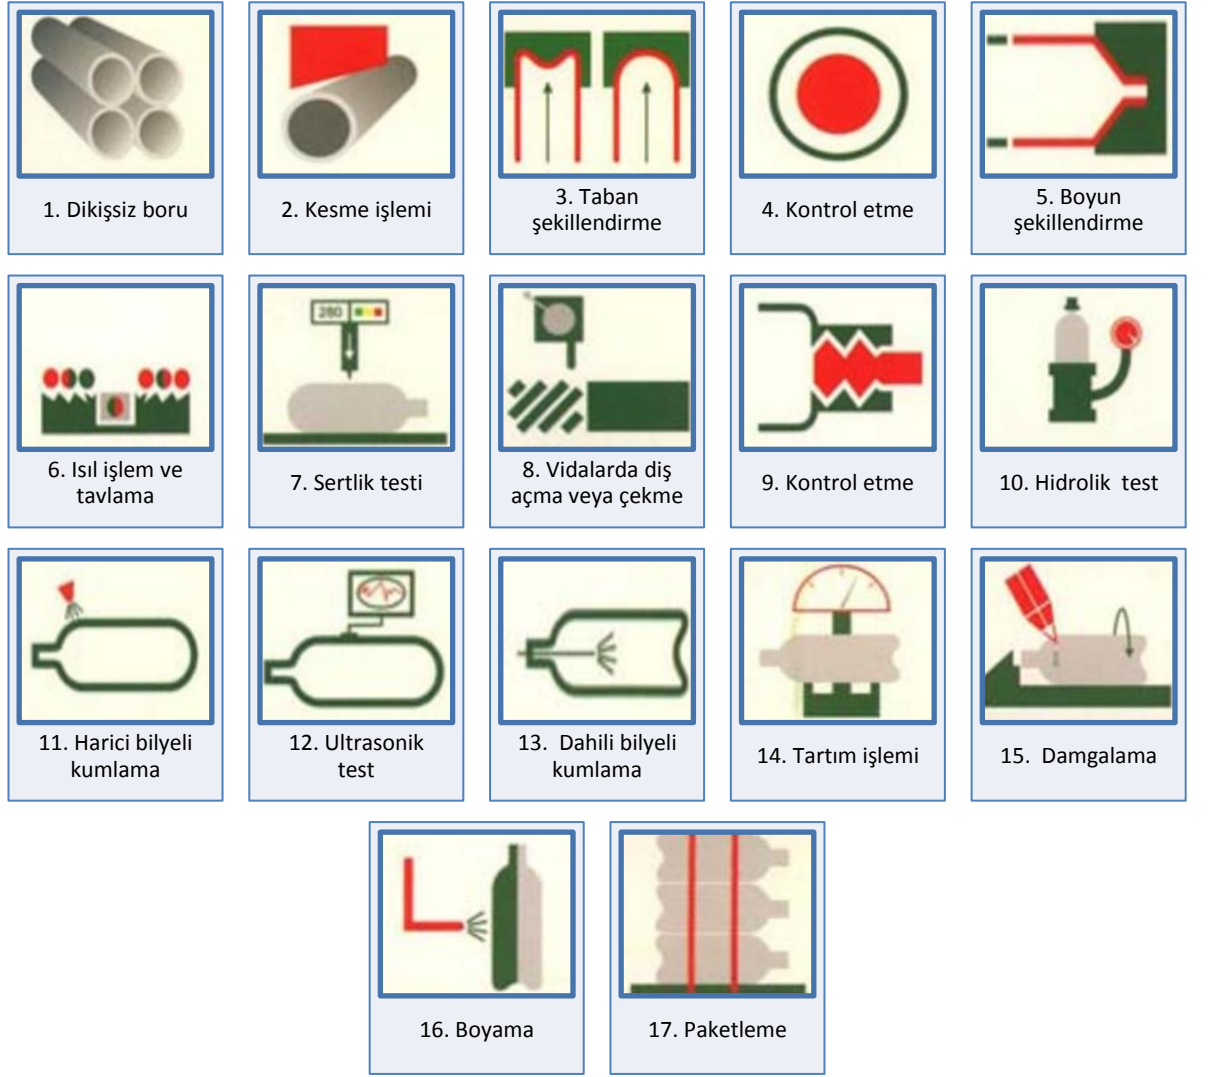 1. Dikişsiz boru
2. Kesme işlemi
3. Taban
şekillendirme
4. Kontrol etme
5. Boyun
şekillendirme
6. Isıl işlem ve
tavlama
280
7. Sertlik testi
8. Vidalarda diş
açma veya çekme
9. Kontrol etme
10. Hidrolik  test
11. Harici bilyeli
kumlama
12. Ultrasonik
test
13.  Dahili bilyeli
kumlama
14. Tartım işlemi
15.  Damgalama
16. Boyama
17. Paketleme